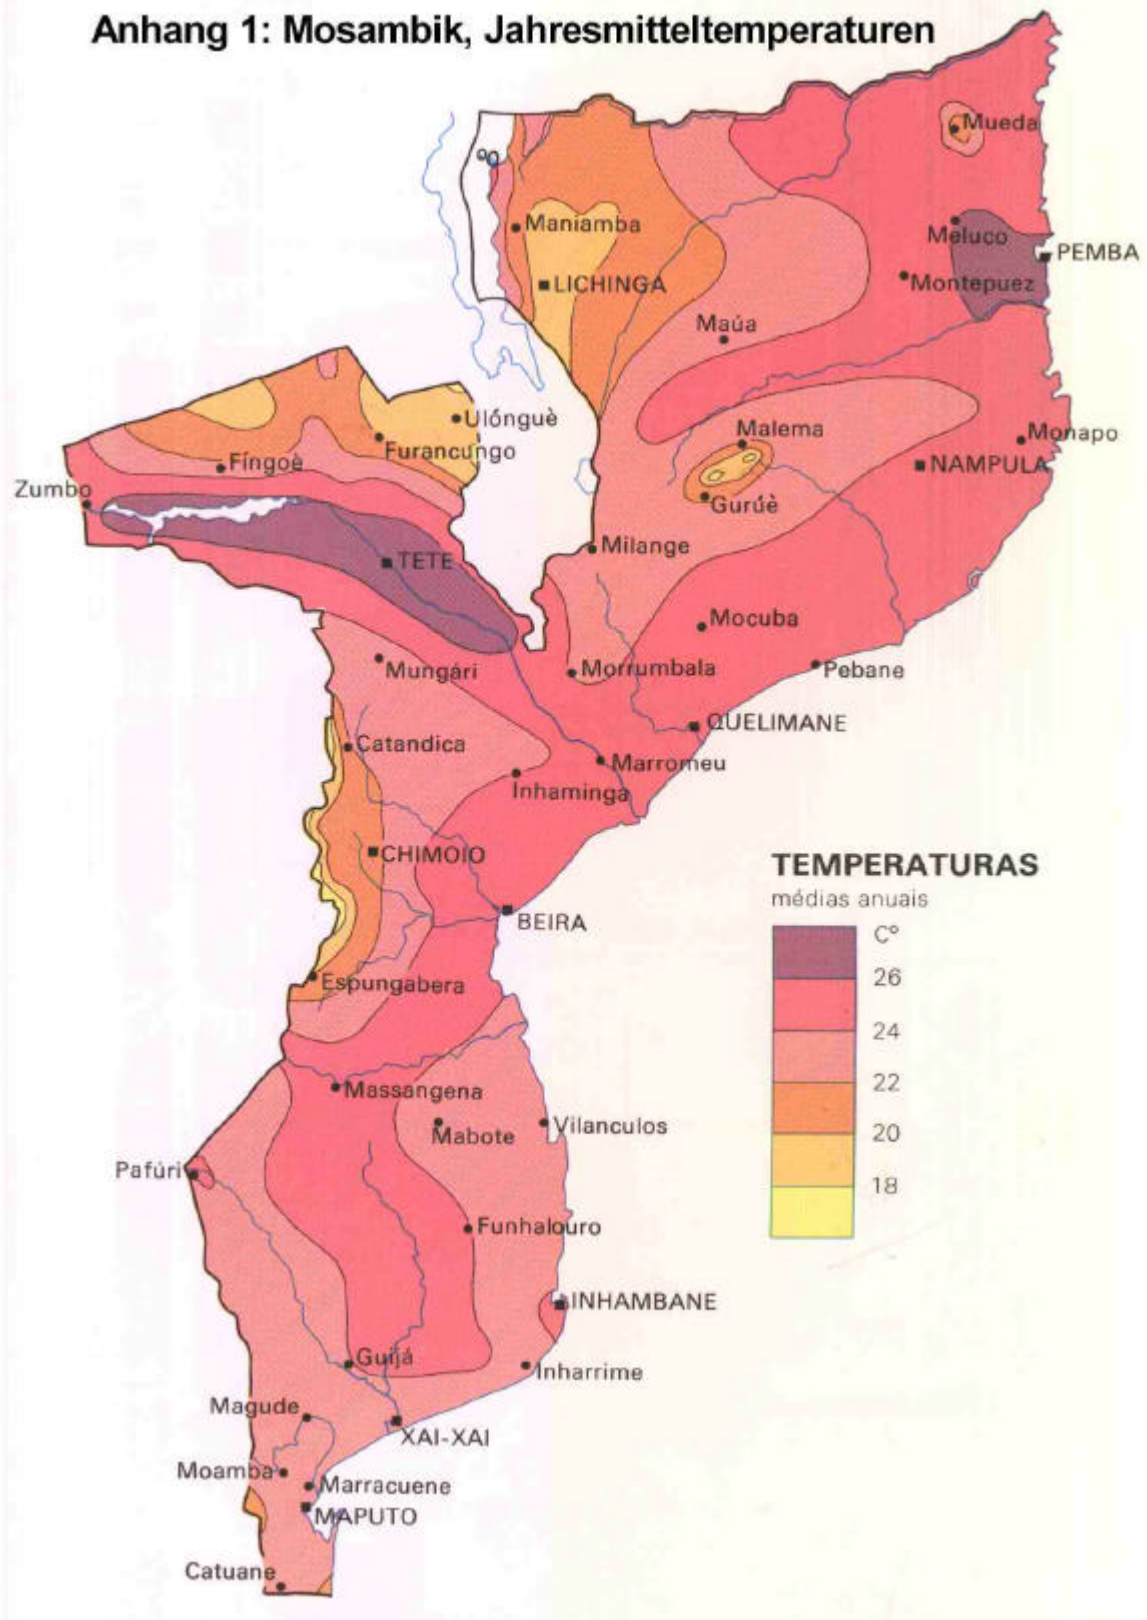 Anhang 1: Mosambik, Jahresmitteltemperaturen
Mueda
Maniamba
Meluco
PEMBA
LICHINGA
Montepuez
Maúa
Ulónguè
Malema
Monapo
Furancungo
Fíngoè
NAMPULA
Zumbo
Gurúè
Milange
TETE
Mocuba
Mungári
Morrumbala
Pebane
QUELIMANE
Catandica
Marromeu
Inhaminga
CHIMOIO
TEMPERATURAS
médias anuais
BEIRA
C°
26
Espungabera
24
Massangena
22
Mabote
Vilanculos
20
Pafúri
18
Funhalouro
INHAMBANE
Guijá
Inharrime
Magude
XAI-XAI
Moamba
Marracuene
MAPUTO
Catuane